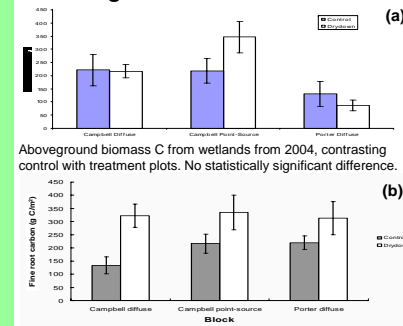 (a)
450
400
350
300
250
200
150
100
50
0
Control
Drydown
Campbell Diffuse
Campbell Point-Source
Porter Diffuse
Aboveground biomass C from wetlands from 2004, contrasting
control with treatment plots. No statistically significant difference.
(b)
Fine root carbon (g C/m²)
450
400
350
300
250
200
150
100
50
0
Campbell diffuse
Campbell point-source
Porter diffuse
Block